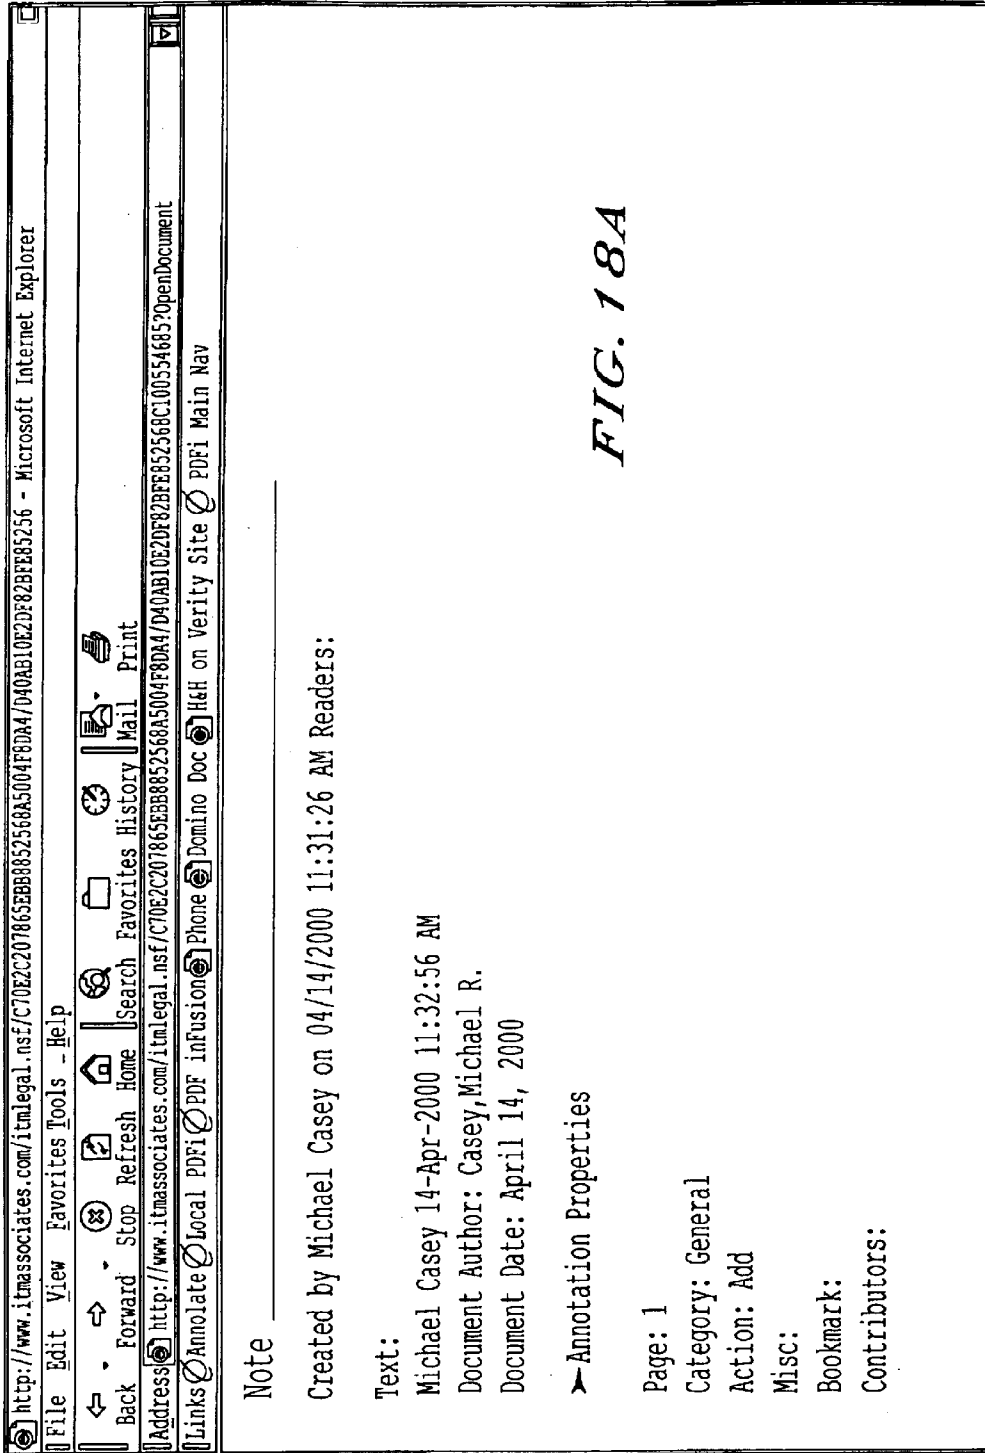 http://www.itmassociates.com/itmlegal.nsf/C70E2C207865EBB8852568A5004F8DA4/D40AB10E2DF82BFE85256 - Microsoft Internet Explorer
File Edit View Favorites Tools - Help
Back Forward Stop Refresh Home Search Favorites History Mail Print
Address http://www.itmassociates.com/itmlegal.nsf/C70E2C207865EBB8852568A5004F8DA4/D40AB10E2DF82BFE852568C100554685?OpenDocument
Links Annolate Local PDFi PDF inFusion Phone Domino Doc H&H on Verity Site PDFi Main Nav
Note
Created by Michael Casey on 04/14/2000 11:31:26 AM Readers:
Text:
Michael Casey 14-Apr-2000 11:32:56 AM
Document Author: Casey,Michael R.
Document Date: April 14, 2000
Annotation Properties
Page: 1
Category: General
Action: Add
Misc:
Bookmark:
Contributors:
FIG. 18A